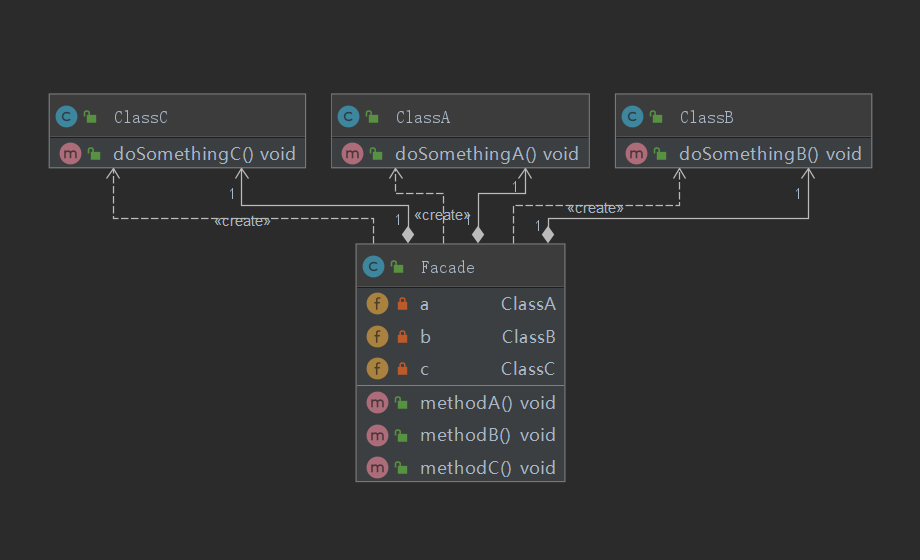 C ClassC
m doSomethingC() void
C ClassA
m doSomethingA() void
C ClassB
m doSomethingB() void
1
1
1
«create»
1
«create»
1
«create»
1
C Facade
f a ClassA
f b ClassB
f c ClassC
m methodA() void
m methodB() void
m methodC() void